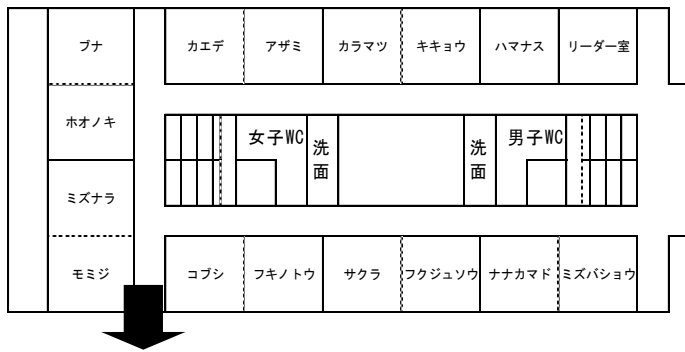 ブナ
カエデ
アザミ
カラマツ
キキョウ
ハマナス
リーダー室
ホオノキ
女子WC
洗面
洗面
男子WC
ミズナラ
モミジ
コブシ
フキノトウ
サクラ
フクジュソウ
ナナカマド
ミズバショウ